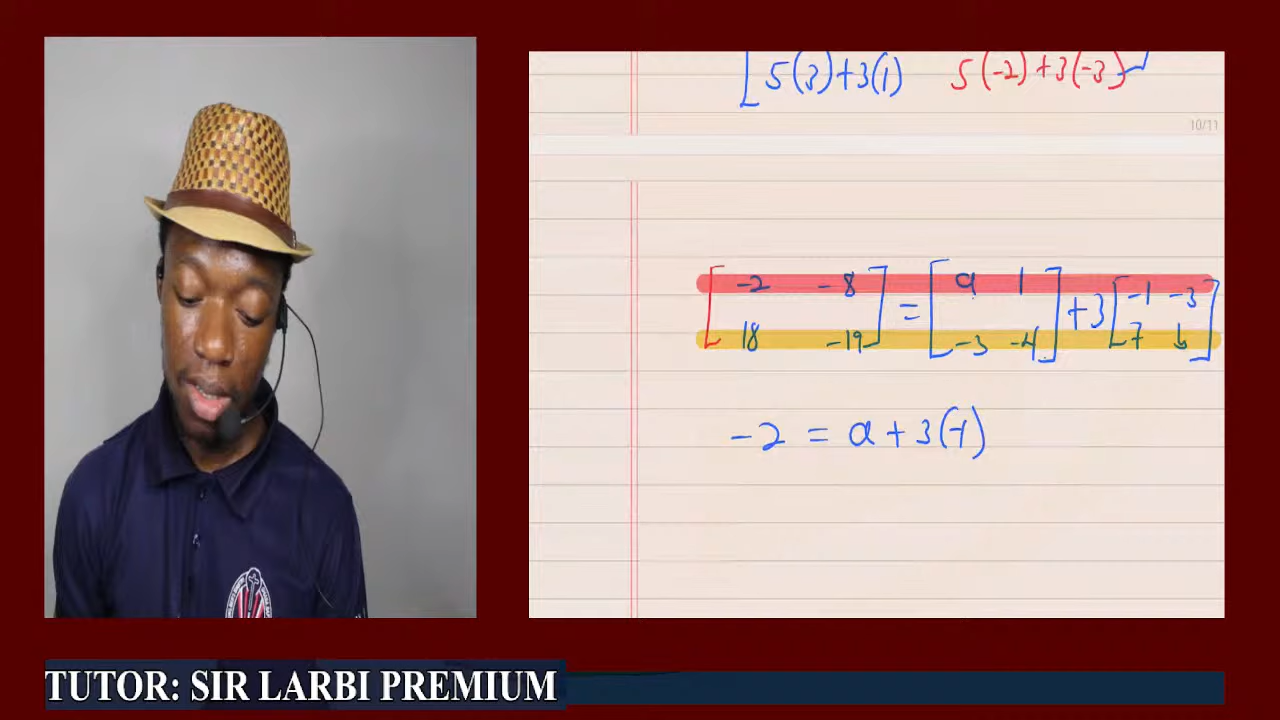 5(3)+3(1) 5(-2)+3(-3)
10/11
[-2 -8] = [a 1] + 3[-1 -3]
[18 -19] [-3 -4] [7 b]
-2 = a + 3(-1)
TUTOR: SIR LARBI PREMIUM